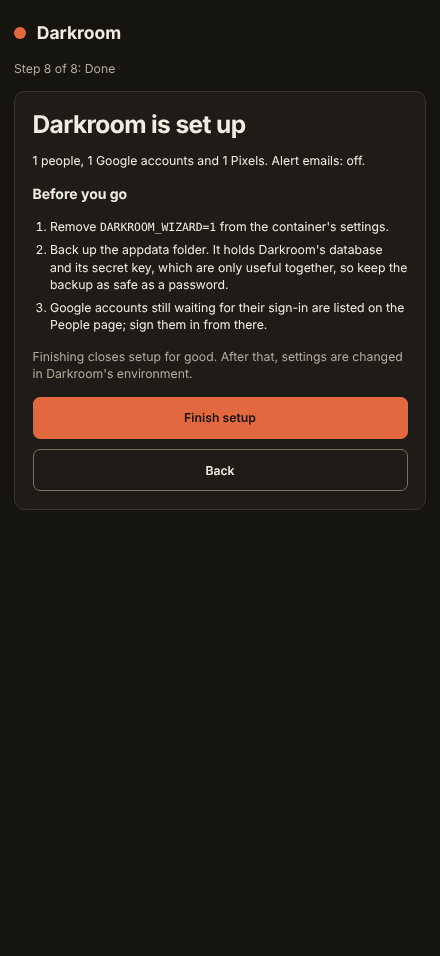 Darkroom
Step 8 of 8: Done
Darkroom is set up
1 people, 1 Google accounts and 1 Pixels. Alert emails: off.
Before you go
1. Remove DARKROOM_WIZARD=1 from the container's settings.
2. Back up the appdata folder. It holds Darkroom's database
and its secret key, which are only useful together, so keep the
backup as safe as a password.
3. Google accounts still waiting for their sign-in are listed on the
People page; sign them in from there.
Finishing closes setup for good. After that, settings are changed
in Darkroom's environment.
Finish setup
Back